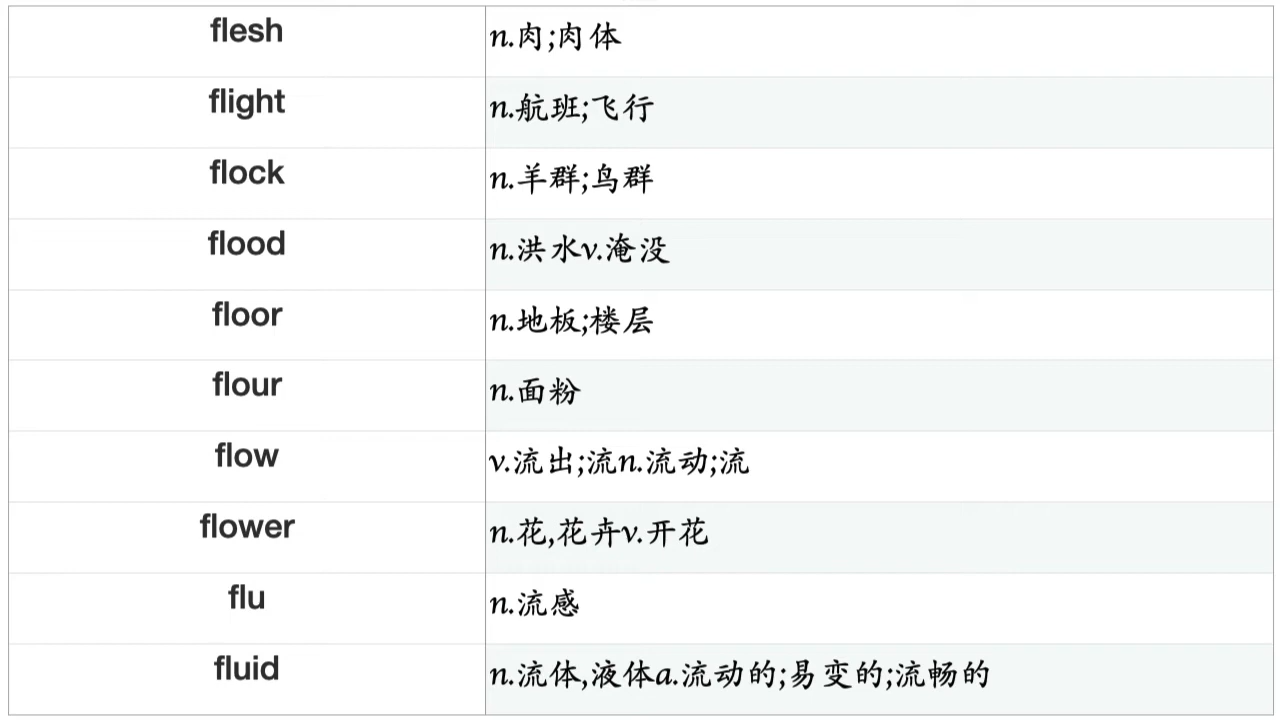 flesh n.肉;肉体
flight n.航班;飞行
flock n.羊群;鸟群
flood n.洪水v.淹没
floor n.地板;楼层
flour n.面粉
flow v.流出;流n.流动;流
flower n.花,花卉v.开花
flu n.流感
fluid n.流体,液体a.流动的;易变的;流畅的